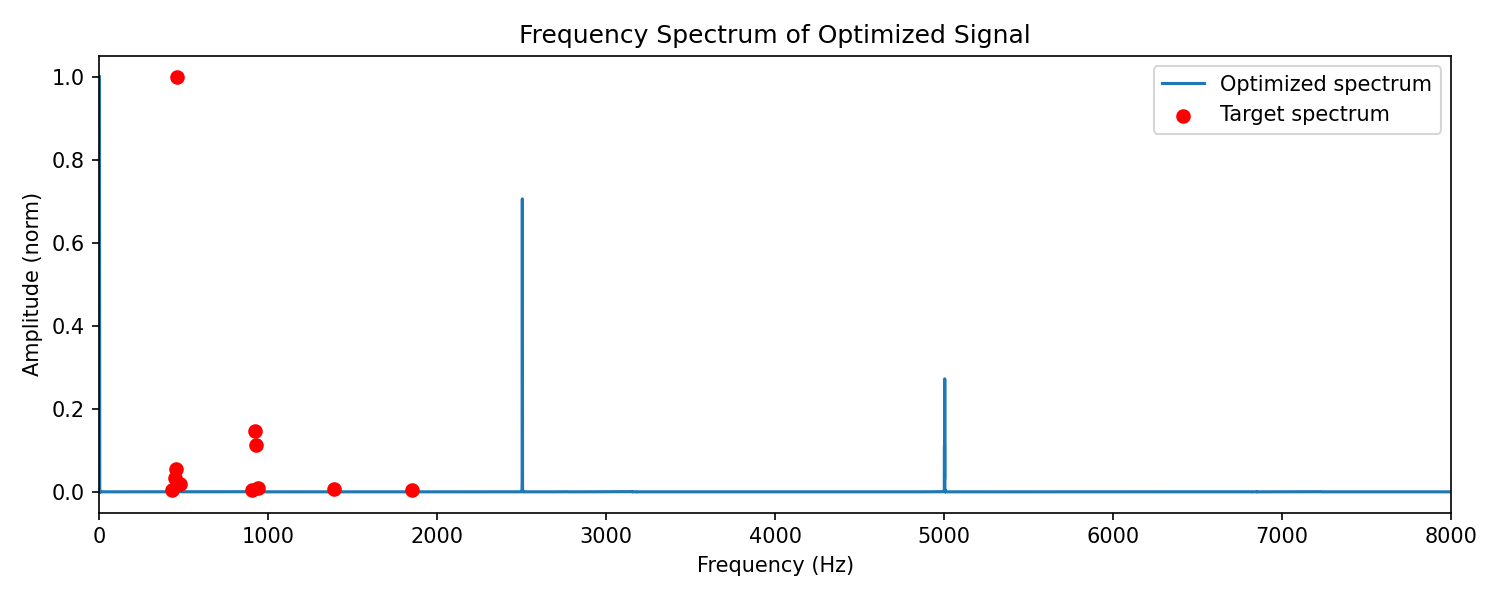 Frequency Spectrum of Optimized Signal
Optimized spectrum
Target spectrum
Amplitude (norm)
1.0
0.8
0.6
0.4
0.2
0.0
0 1000 2000 3000 4000 5000 6000 7000 8000
Frequency (Hz)